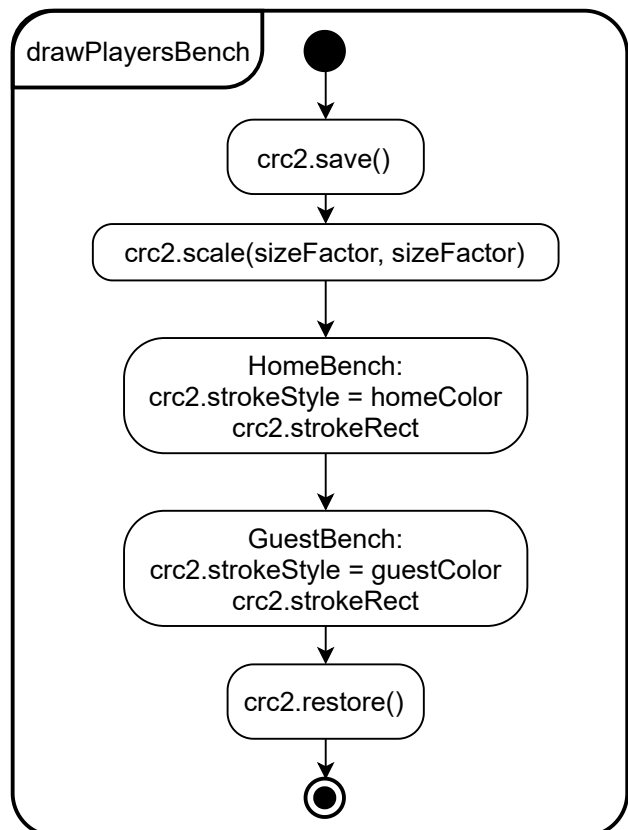 drawPlayersBench
crc2.save()
crc2.scale(sizeFactor, sizeFactor)
HomeBench:
crc2.strokeStyle = homeColor
crc2.strokeRect
GuestBench:
crc2.strokeStyle = guestColor
crc2.strokeRect
crc2.restore()